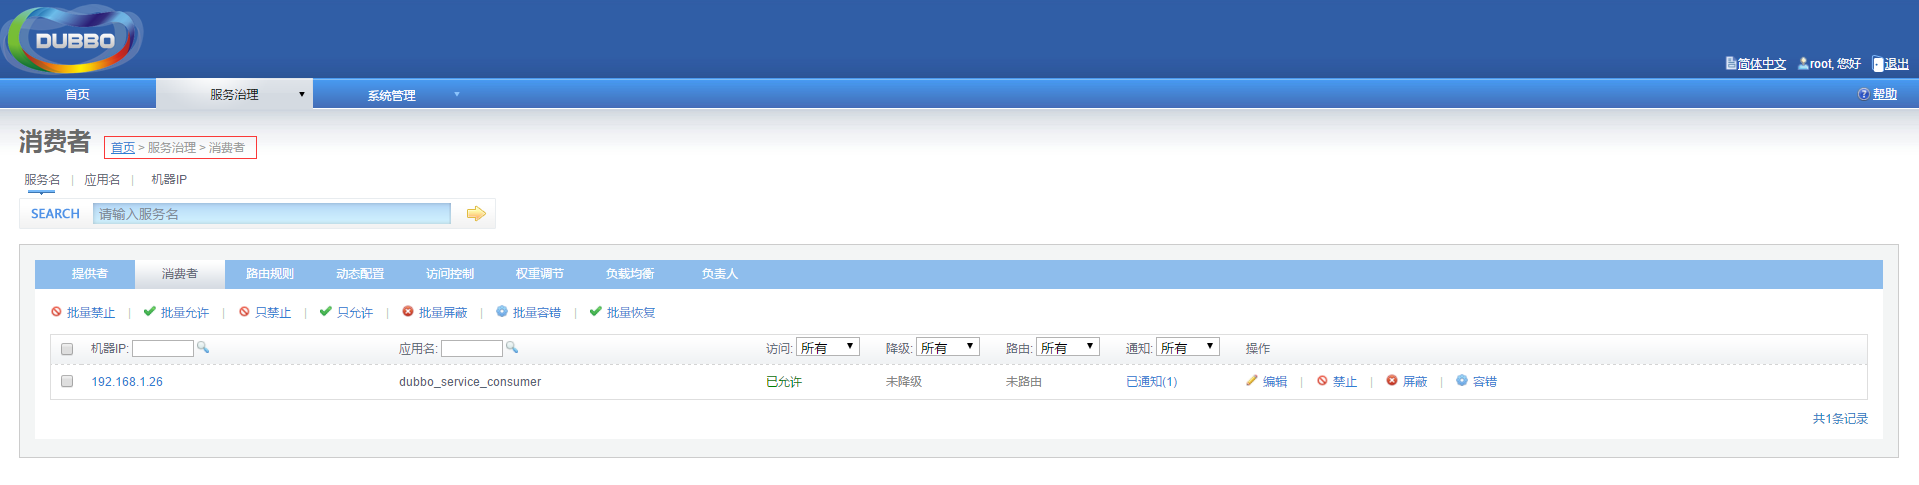 DUBBO
简体中文 root, 您好 退出
首页 服务治理 系统管理 帮助
消费者 首页 > 服务治理 > 消费者
服务名 | 应用名 | 机器IP
SEARCH 请输入服务名
提供者 消费者 路由规则 动态配置 访问控制 权重调节 负载均衡 负责人
批量禁止 | 批量允许 | 只禁止 | 只允许 | 批量屏蔽 | 批量容错 | 批量恢复
机器IP: 应用名: 访问: 所有 降级: 所有 路由: 所有 通知: 所有 操作
192.168.1.26 dubbo_service_consumer 已允许 未降级 未路由 已通知(1) 编辑 | 禁止 | 屏蔽 | 容错
共1条记录